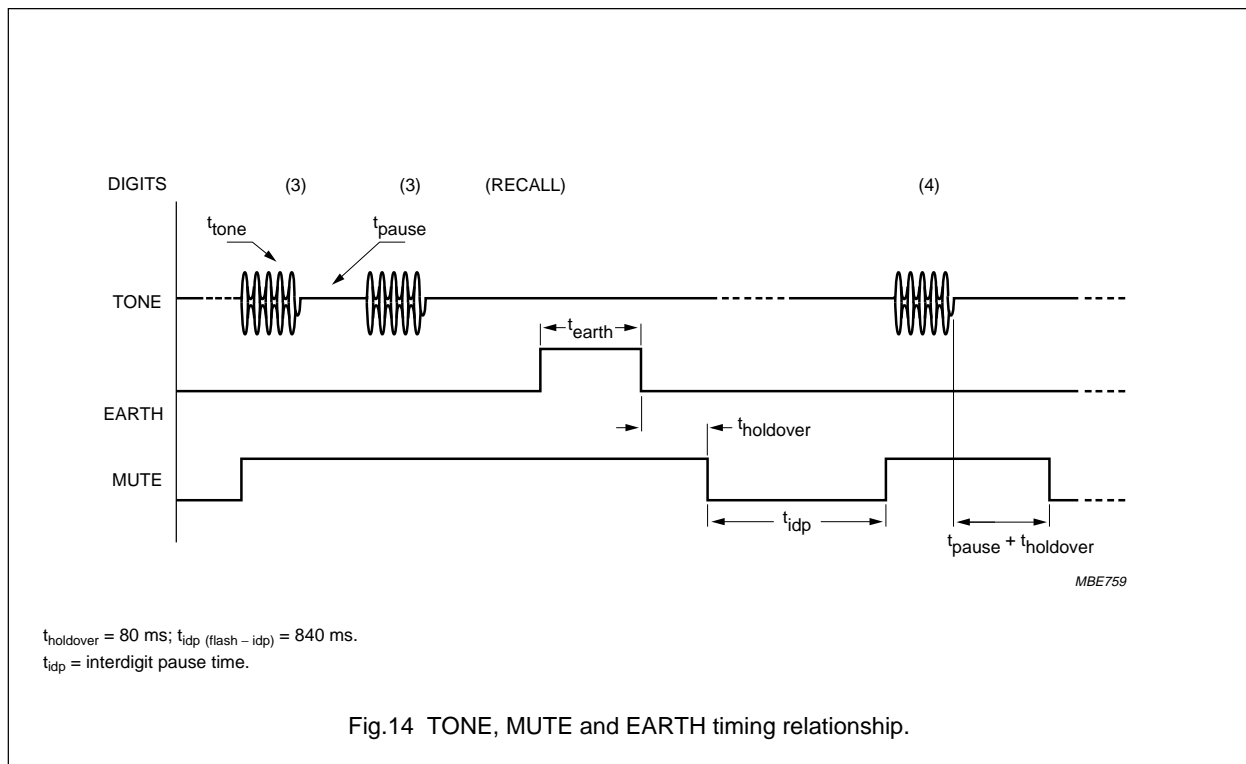 DIGITS (3) (3) (RECALL) (4)
t_tone t_pause
TONE
t_earth
EARTH
t_holdover
MUTE
t_idp
t_pause + t_holdover
MBE759
t_holdover = 80 ms; t_idp (flash – idp) = 840 ms.
t_idp = interdigit pause time.
Fig.14 TONE, MUTE and EARTH timing relationship.